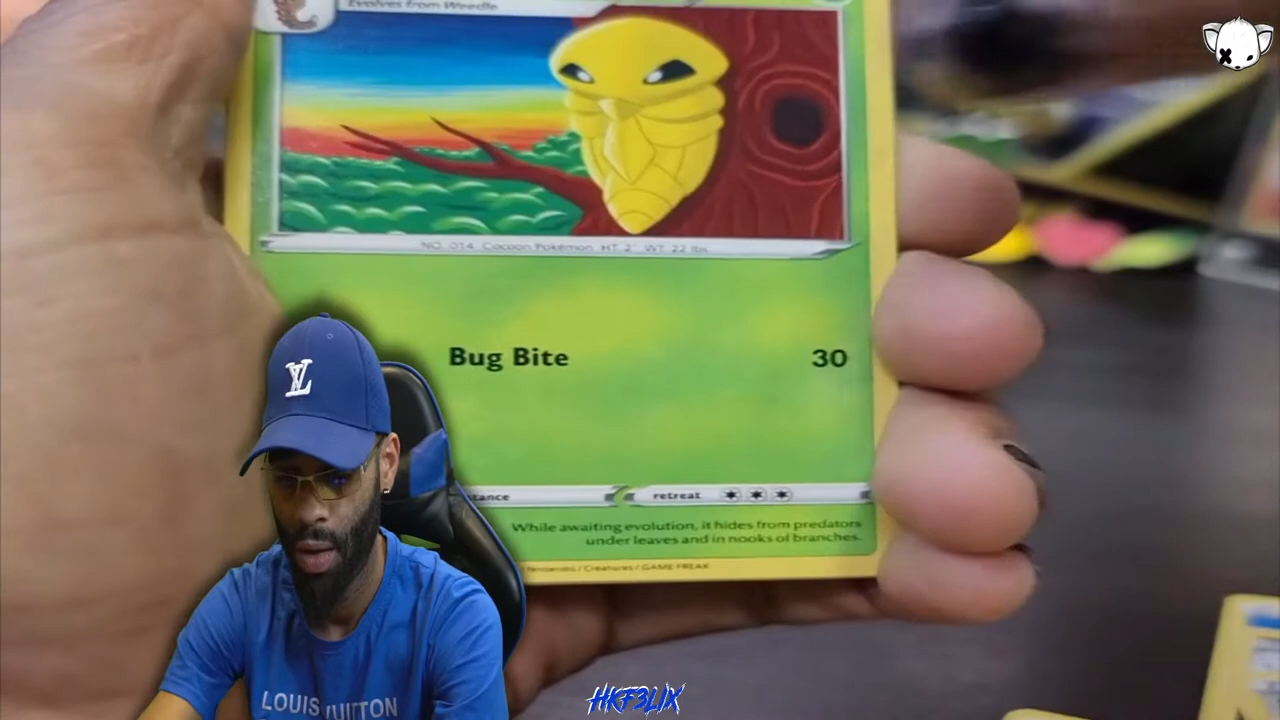 Evolves from Weedle
NO. 014 Cocoon Pokémon HT: 2' WT: 22 lbs.
Bug Bite 30
retreat
While awaiting evolution, it hides from predators
under leaves and in nooks of branches.
Nintendo / Creatures / GAME FREAK
LV
LOUIS VUITTON
HKF3LIX